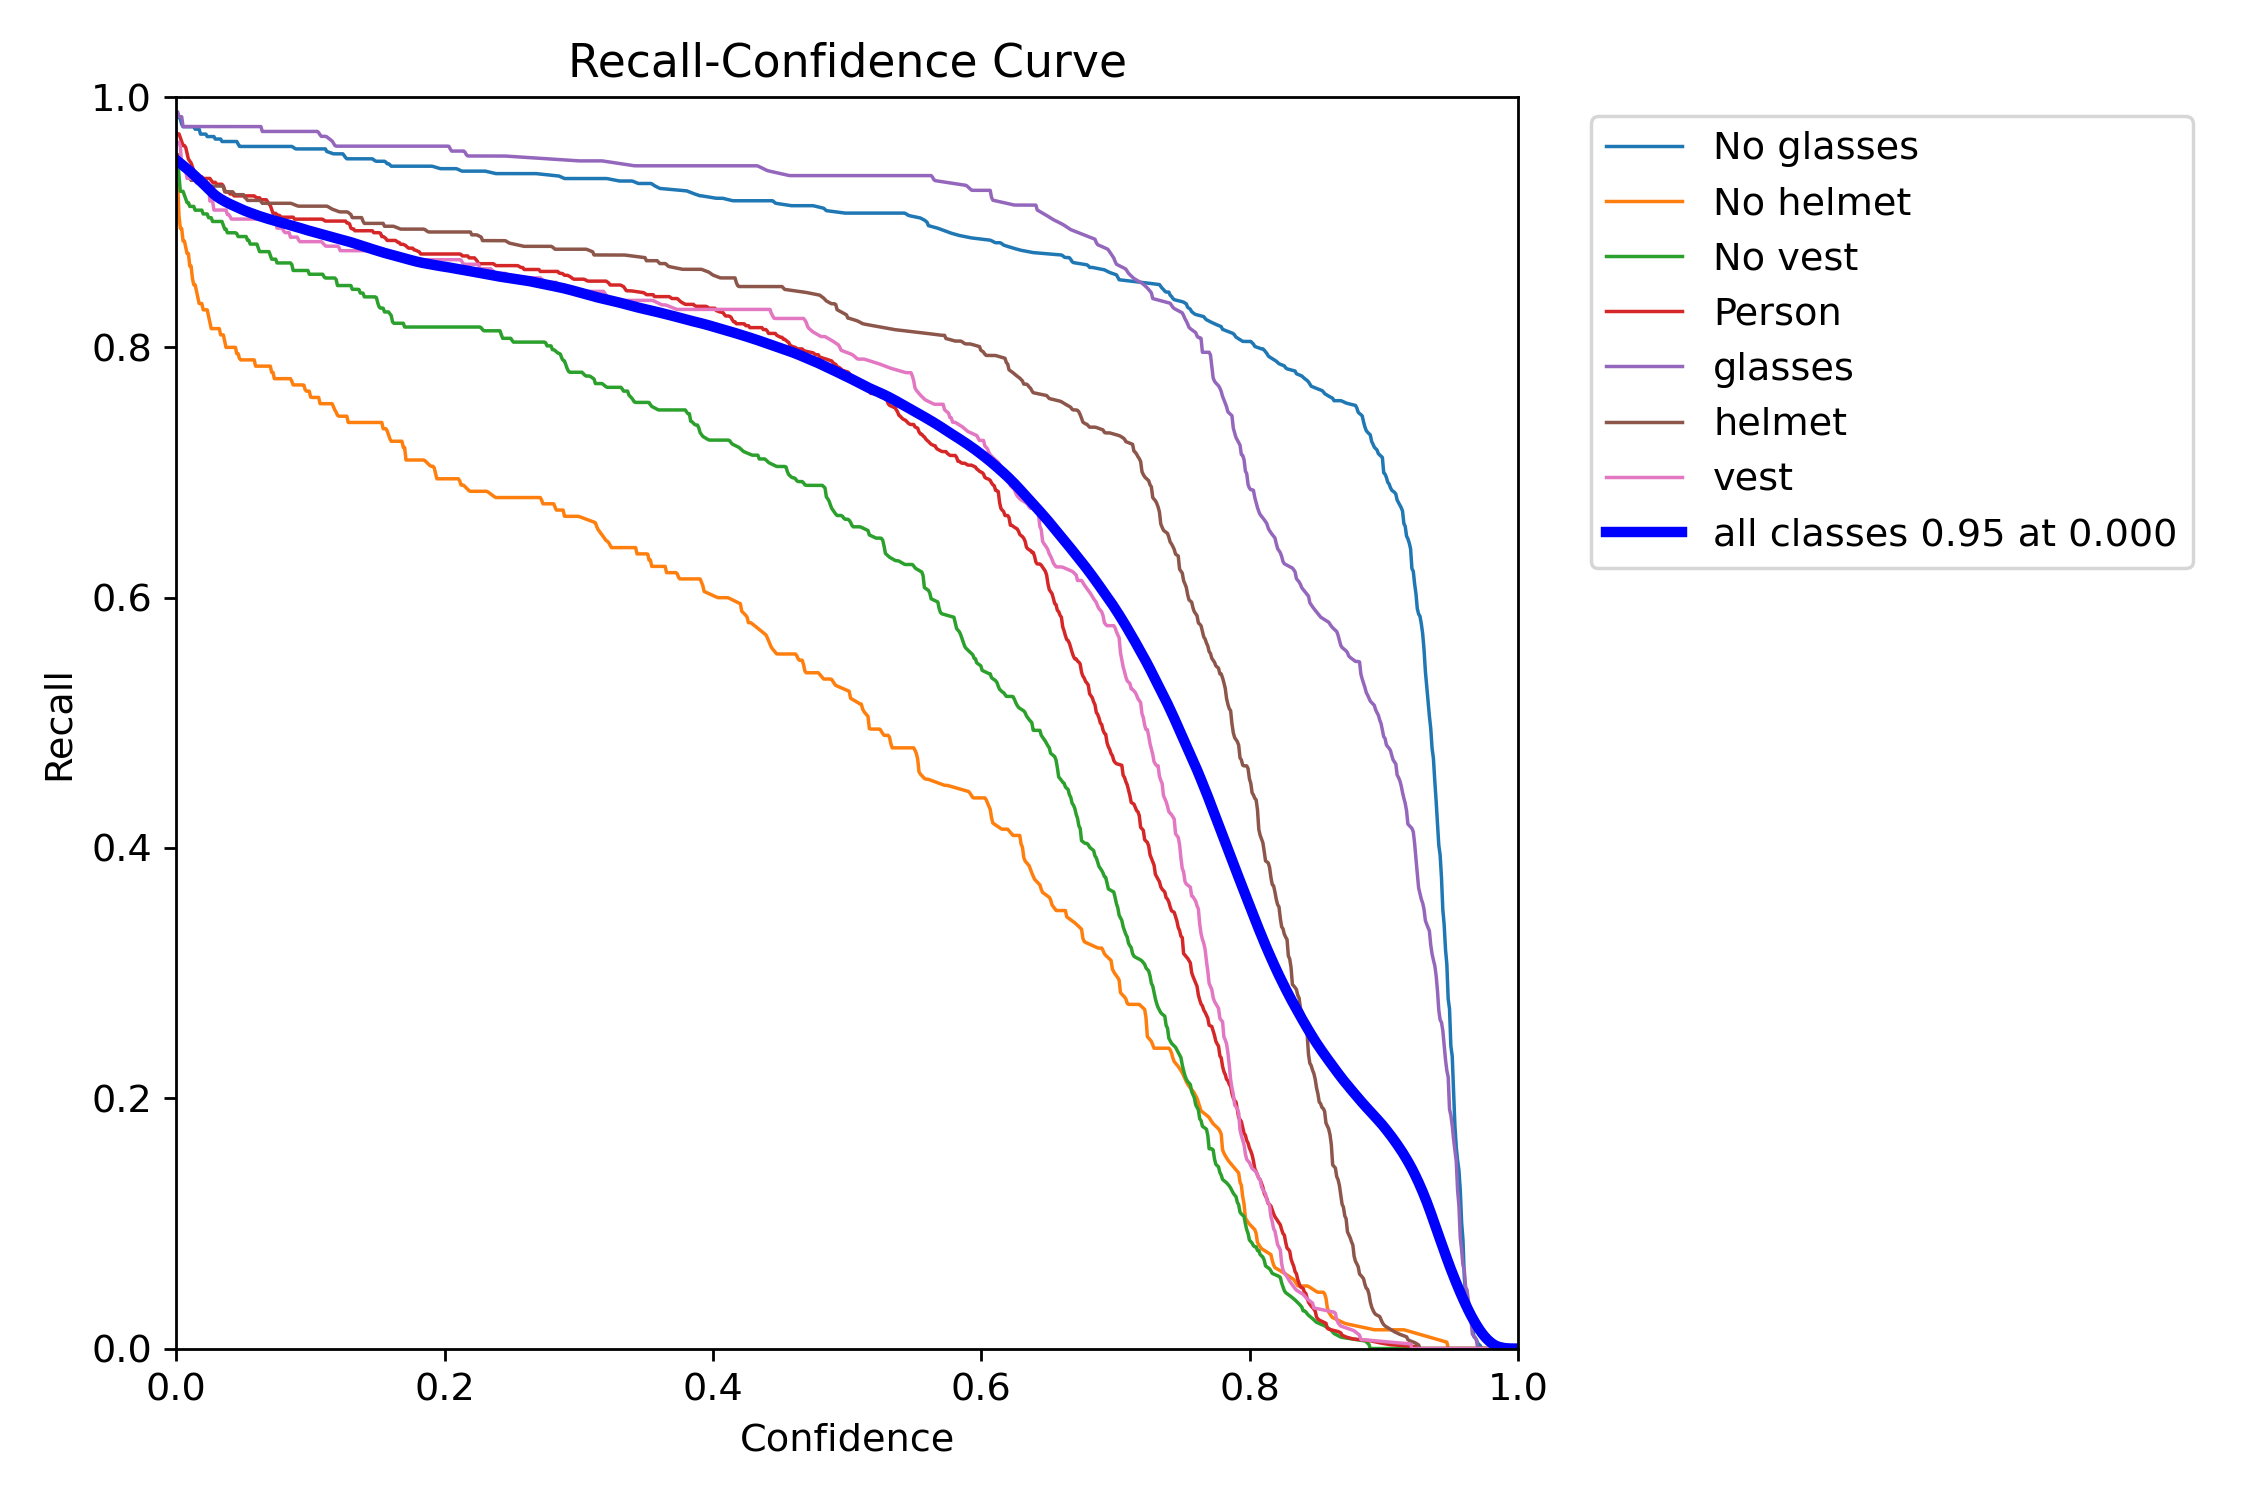 Recall-Confidence Curve
1.0
0.8
0.6
0.4
0.2
0.0
Recall
0.0 0.2 0.4 0.6 0.8 1.0
Confidence
No glasses
No helmet
No vest
Person
glasses
helmet
vest
all classes 0.95 at 0.000